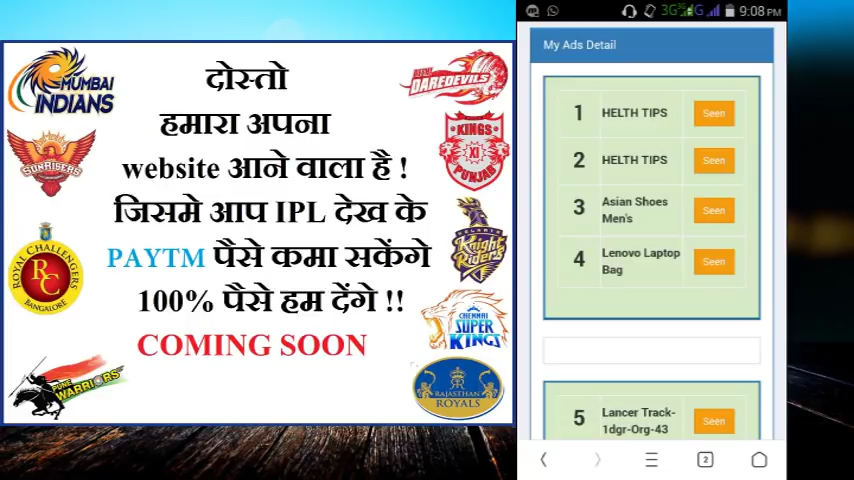 दोस्तो
हमारा अपना
website आने वाला है !
जिसमे आप IPL देख के
PAYTM पैसे कमा सकेंगे
100% पैसे हम देंगे !!
COMING SOON
MUMBAI
INDIANS
SUNRISERS
ROYAL CHALLENGERS
RC
BANGALORE
PUNE
WARRIORS
DAREDEVILS
KINGS
XI
PUNJAB
Knight
Riders
CHENNAI
SUPER
KINGS
RAJASTHAN
ROYALS
3G
9:08 PM
My Ads Detail
1 HELTH TIPS Seen
2 HELTH TIPS Seen
3 Asian Shoes Men's Seen
4 Lenovo Laptop Bag Seen
5 Lancer Track-1dgr-Org-43 Seen
2